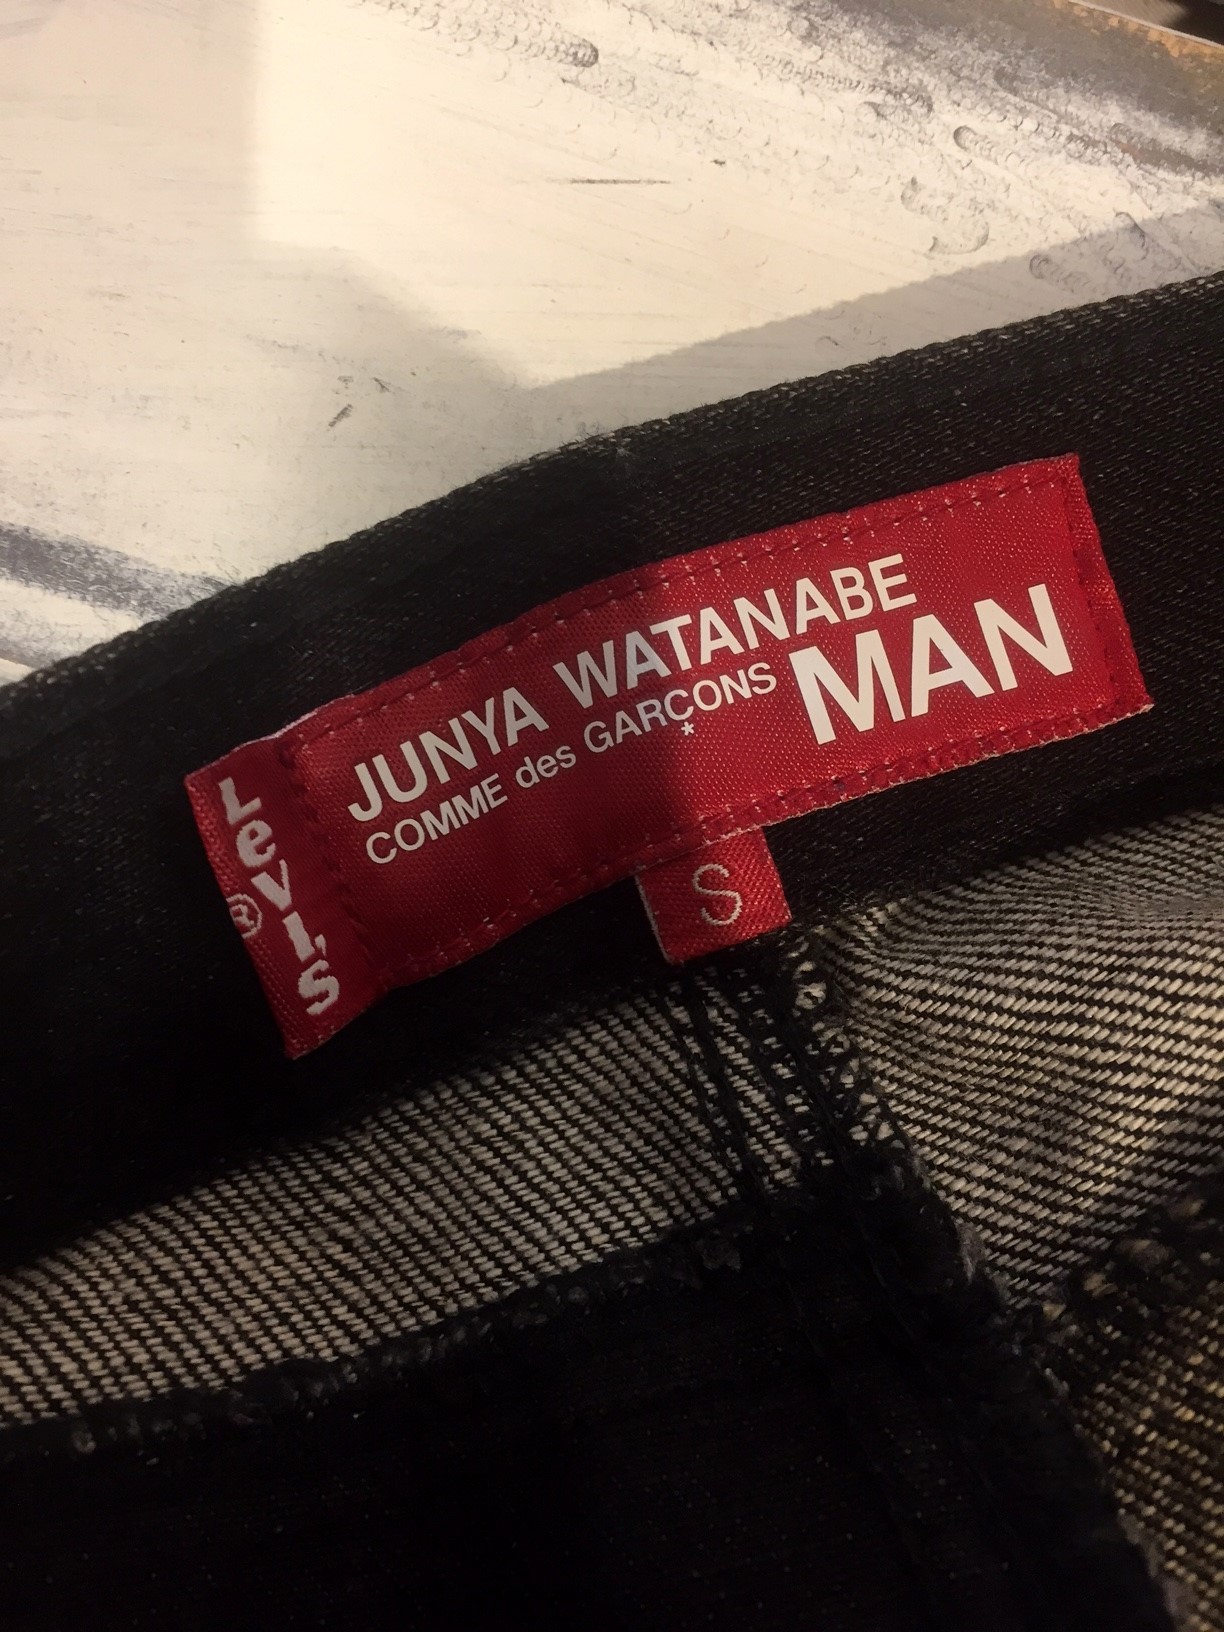 JUNYA WATANABE
COMME des GARÇONS
*
MAN
LeVI'S
®
S